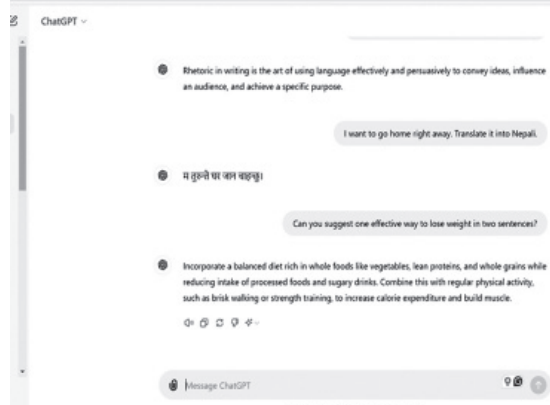 ChatGPT
Rhetoric in writing is the art of using language effectively and persuasively to convey ideas, influence
an audience, and achieve a specific purpose.
I want to go home right away. Translate it into Nepali.
म तुरुन्तै घर जान चाहन्छु।
Can you suggest one effective way to lose weight in two sentences?
Incorporate a balanced diet rich in whole foods like vegetables, lean proteins, and whole grains while
reducing intake of processed foods and sugary drinks. Combine this with regular physical activity,
such as brisk walking or strength training, to increase calorie expenditure and build muscle.
Message ChatGPT